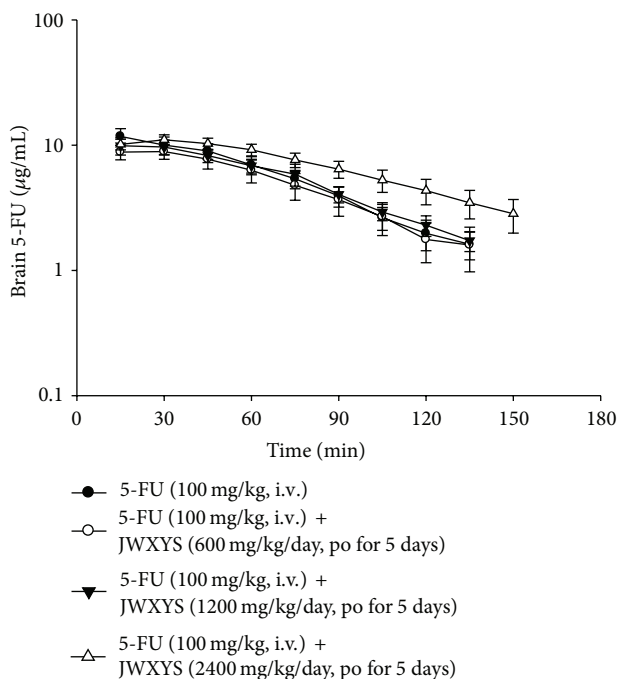 100
10
1
0.1
Brain 5-FU (µg/mL)
0 30 60 90 120 150 180
Time (min)
5-FU (100 mg/kg, i.v.)
5-FU (100 mg/kg, i.v.) +
JWXYS (600 mg/kg/day, po for 5 days)
5-FU (100 mg/kg, i.v.) +
JWXYS (1200 mg/kg/day, po for 5 days)
5-FU (100 mg/kg, i.v.) +
JWXYS (2400 mg/kg/day, po for 5 days)